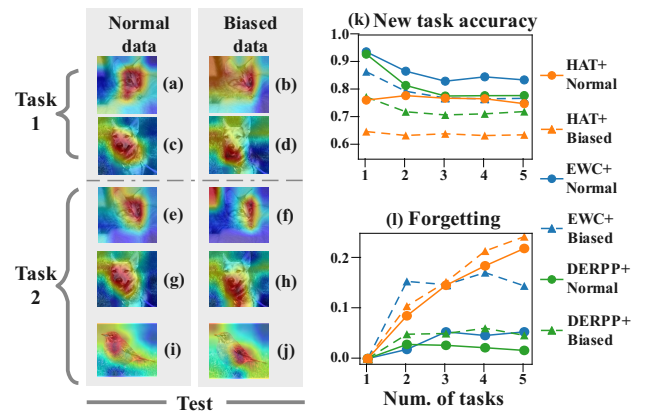 Normal data
Biased data
Task 1
(a)
(b)
(c)
(d)
Task 2
(e)
(f)
(g)
(h)
(i)
(j)
Test
(k) New task accuracy
1.0
0.9
0.8
0.7
0.6
1 2 3 4 5
(l) Forgetting
0.2
0.1
0.0
1 2 3 4 5
Num. of tasks
HAT+
Normal
HAT+
Biased
EWC+
Normal
EWC+
Biased
DERPP+
Normal
DERPP+
Biased